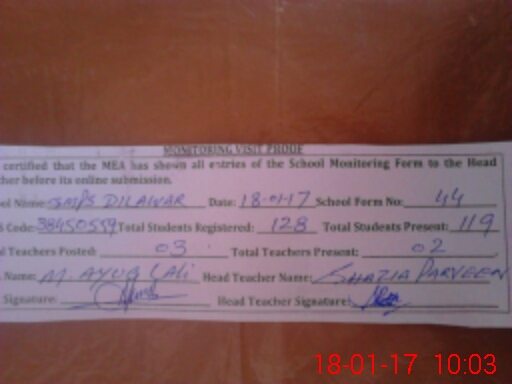 MONITORING VISIT PROOF
certified that the MEA has shown all entries of the School Monitoring Form to the Head
cher before its online submission.
ol Name: GMPS DILAWAR Date: 18-01-17 School Form No: 44
S Code: 38450559 Total Students Registered: 128 Total Students Present: 119
l Teachers Posted: 03 Total Teachers Present: 02
Name: M. AYUB ALI Head Teacher Name: SHAZIA PARVEEN
Signature: Head Teacher Signature:
18-01-17 10:03